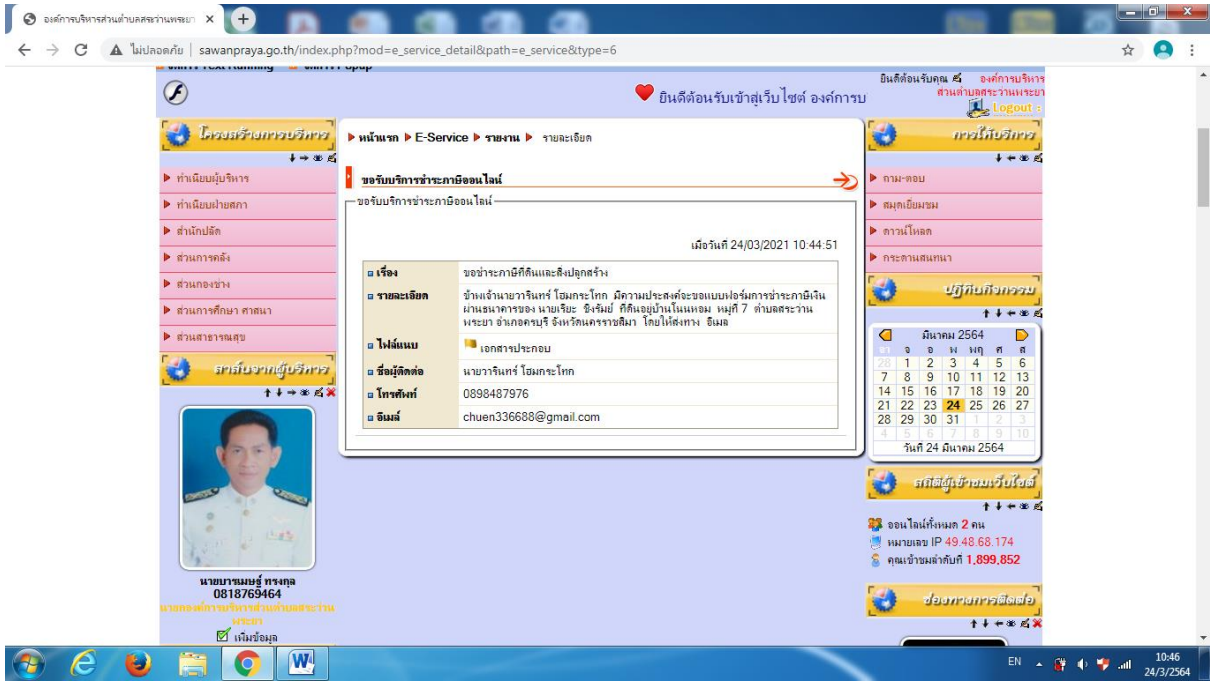 องค์การบริหารส่วนตำบลสระว่านพระยา
ไม่ปลอดภัย | sawanpraya.go.th/index.php?mod=e_service_detail&path=e_service&type=6
ยินดีต้อนรับเข้าสู่เว็บไซต์ องค์การบ
ยินดีต้อนรับคุณ องค์การบริหาร
ส่วนตำบลสระว่านพระยา
Logout :
โครงสร้างการบริหาร
ทำเนียบผู้บริหาร
ทำเนียบฝ่ายสภา
สำนักปลัด
ส่วนการคลัง
ส่วนกองช่าง
ส่วนการศึกษา ศาสนา
ส่วนสาธารณสุข
สารสั่นจากผู้บริหาร
นายบารเมษฐ์ ทรงกุล
0818769464
นายกองค์การบริหารส่วนตำบลสระว่าน
พระยา
เพิ่มข้อมูล
หน้าแรก E-Service รายงาน รายละเอียด
ขอรับบริการชำระภาษีออนไลน์
ขอรับบริการชำระภาษีออนไลน์
เมื่อวันที่ 24/03/2021 10:44:51
เรื่อง ขอชำระภาษีที่ดินและสิ่งปลูกสร้าง
รายละเอียด ข้าพเจ้านายวารินทร์ โฮมกระโทก มีความประสงค์จะขอแบบฟอร์มการชำระภาษีเงิน
ผ่านธนาคารของ นายเรียะ ชิงรัมย์ ที่ดินอยู่บ้านโนนหอม หมู่ที่ 7 ตำบลสระว่าน
พระยา อำเภอครบุรี จังหวัดนครราชสีมา โดยให้ส่งทาง อีเมล
ไฟล์แนบ เอกสารประกอบ
ชื่อผู้ติดต่อ นายวารินทร์ โฮมกระโทก
โทรศัพท์ 0898487976
อีเมล์ chuen336688@gmail.com
การให้บริการ
ถาม-ตอบ
สมุดเยี่ยมชม
ดาวน์โหลด
กระดานสนทนา
ปฏิทินกิจกรรม
มีนาคม 2564
อา จ อ พ พฤ ศ ส
28 1 2 3 4 5 6
7 8 9 10 11 12 13
14 15 16 17 18 19 20
21 22 23 24 25 26 27
28 29 30 31 1 2 3
4 5 6 7 8 9 10
วันที่ 24 มีนาคม 2564
สถิติผู้เข้าชมเว็บไซต์
ออนไลน์ทั้งหมด 2 คน
หมายเลข IP 49.48.68.174
คุณเข้าชมลำดับที่ 1,899,852
ช่องทางการติดต่อ
EN
10:46
24/3/2564